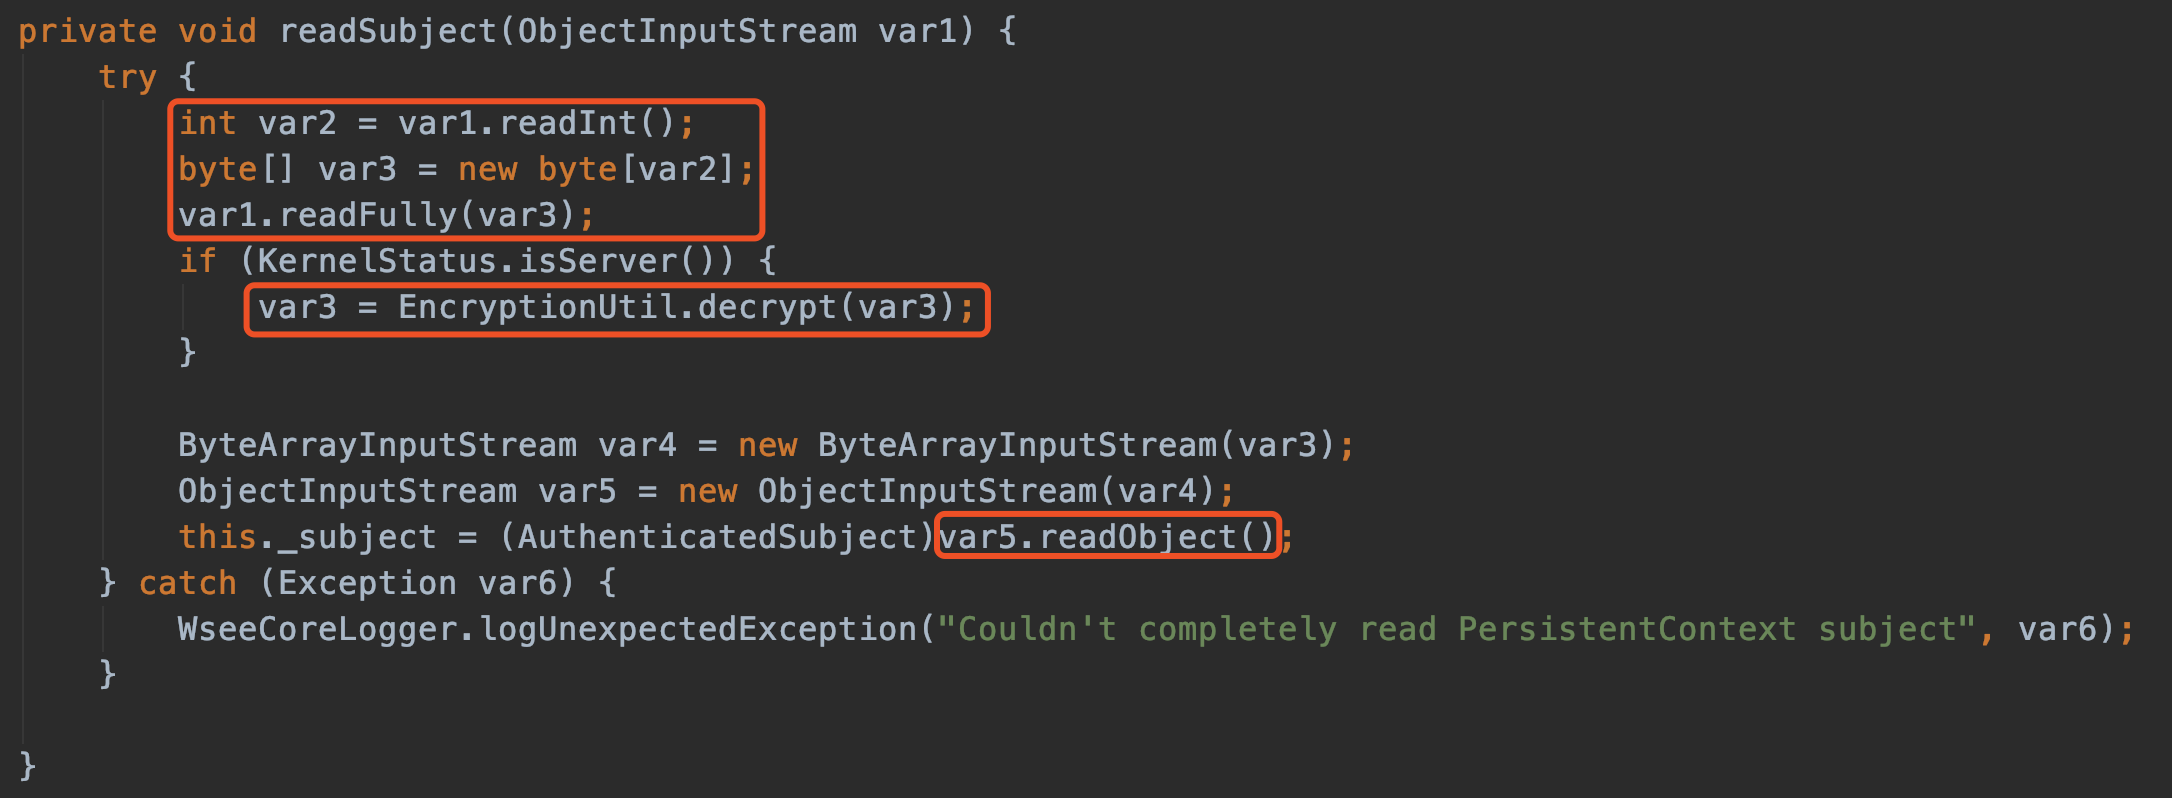 private void readSubject(ObjectInputStream var1) {
try {
int var2 = var1.readInt();
byte[] var3 = new byte[var2];
var1.readFully(var3);
if (KernelStatus.isServer()) {
var3 = EncryptionUtil.decrypt(var3);
}
ByteArrayInputStream var4 = new ByteArrayInputStream(var3);
ObjectInputStream var5 = new ObjectInputStream(var4);
this._subject = (AuthenticatedSubject)var5.readObject();
} catch (Exception var6) {
WseeCoreLogger.logUnexpectedException("Couldn't completely read PersistentContext subject", var6);
}
}